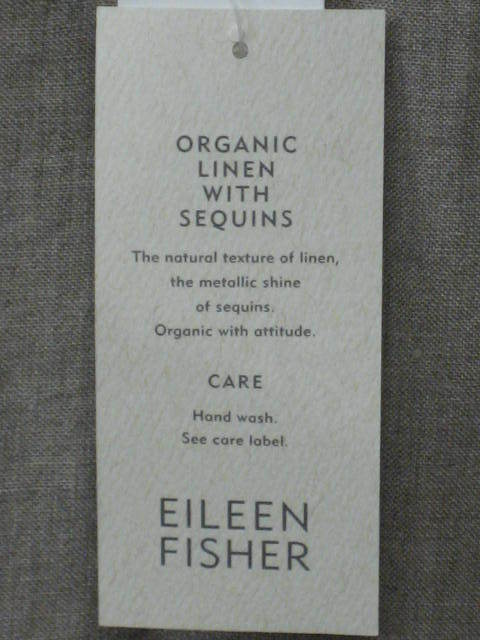 ORGANIC
LINEN
WITH
SEQUINS
The natural texture of linen,
the metallic shine
of sequins.
Organic with attitude.
CARE
Hand wash.
See care label.
EILEEN
FISHER